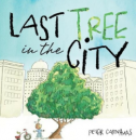 LAST TREE
in the
CITY
PETER CARNAVAS